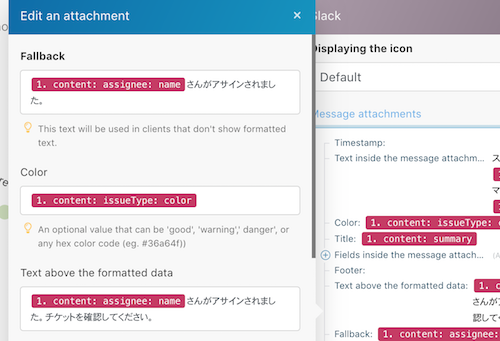 Edit an attachment
×
Fallback
1. content: assignee: name さんがアサインされまし
た。
This text will be used in clients that don't show formatted
text.
Color
1. content: issueType: color
An optional value that can be 'good', 'warning',' danger', or
any hex color code (eg. #36a64f))
Text above the formatted data
1. content: assignee: name さんがアサインされまし
た。チケットを確認してください。
Slack
Displaying the icon
Default
Message attachments
Timestamp:
Text inside the message attachm... ス
1
マ
1
Color: 1. content: issueType:
Title: 1. content: summary
Fields inside the message attach...
Footer:
Text above the formatted data: 1.
さんが
認して
Fallback: 1. content: assignee: